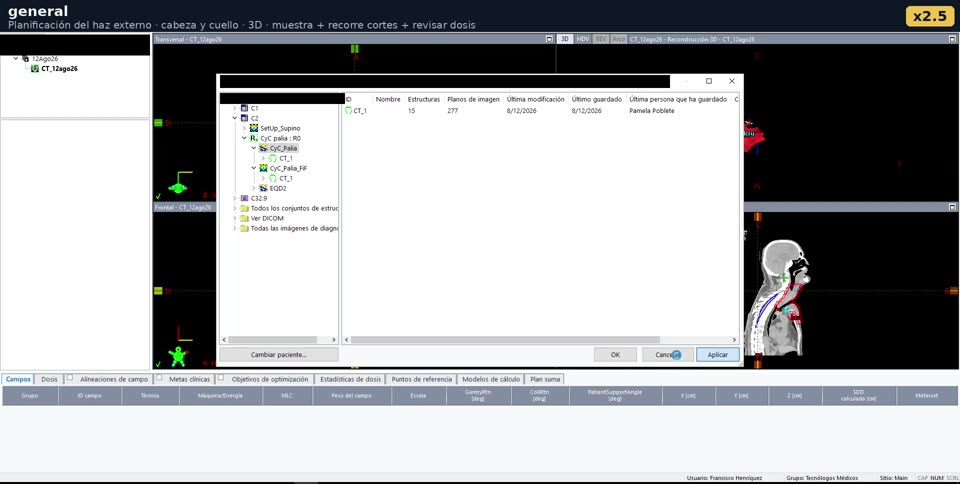 general
Planificación del haz externo · cabeza y cuello · 3D · muestra + recorre cortes + revisar dosis
x2.5
Transversal - CT_12ago26
3D HDV BEV Arco CT_12ago26 - Reconstrucción 3D - CT_12ago26
12Ago26
CT_12ago26
ID Nombre Estructuras Planos de imagen Última modificación Último guardado Última persona que ha guardado C
CT_1 15 277 8/12/2026 8/12/2026 Pamela Poblete
C1
C2
SetUp_Supino
CyC palia : R0
CyC_Palia
CT_1
CyC_Palia_FiF
CT_1
EQD2
C32.9
Todos los conjuntos de estruc
Ver DICOM
Todas las imágenes de diagn
Frontal - CT_12ago26
Cambiar paciente...
OK
Aplicar
Campos Dosis Alineaciones de campo Metas clínicas Objetivos de optimización Estadísticas de dosis Puntos de referencia Modelos de cálculo Plan suma
Grupo ID campo Técnica Máquina/Energía MLC Peso del campo Escala GantryRtn [deg] CollRtn [deg] PatientSupportAngle [deg] X [cm] Y [cm] Z [cm] SDD calculada [cm] Meterset
Usuario: Francisco Henríquez Grupo: Tecnólogos Médicos Sitio: Main CAP NUM SCRL